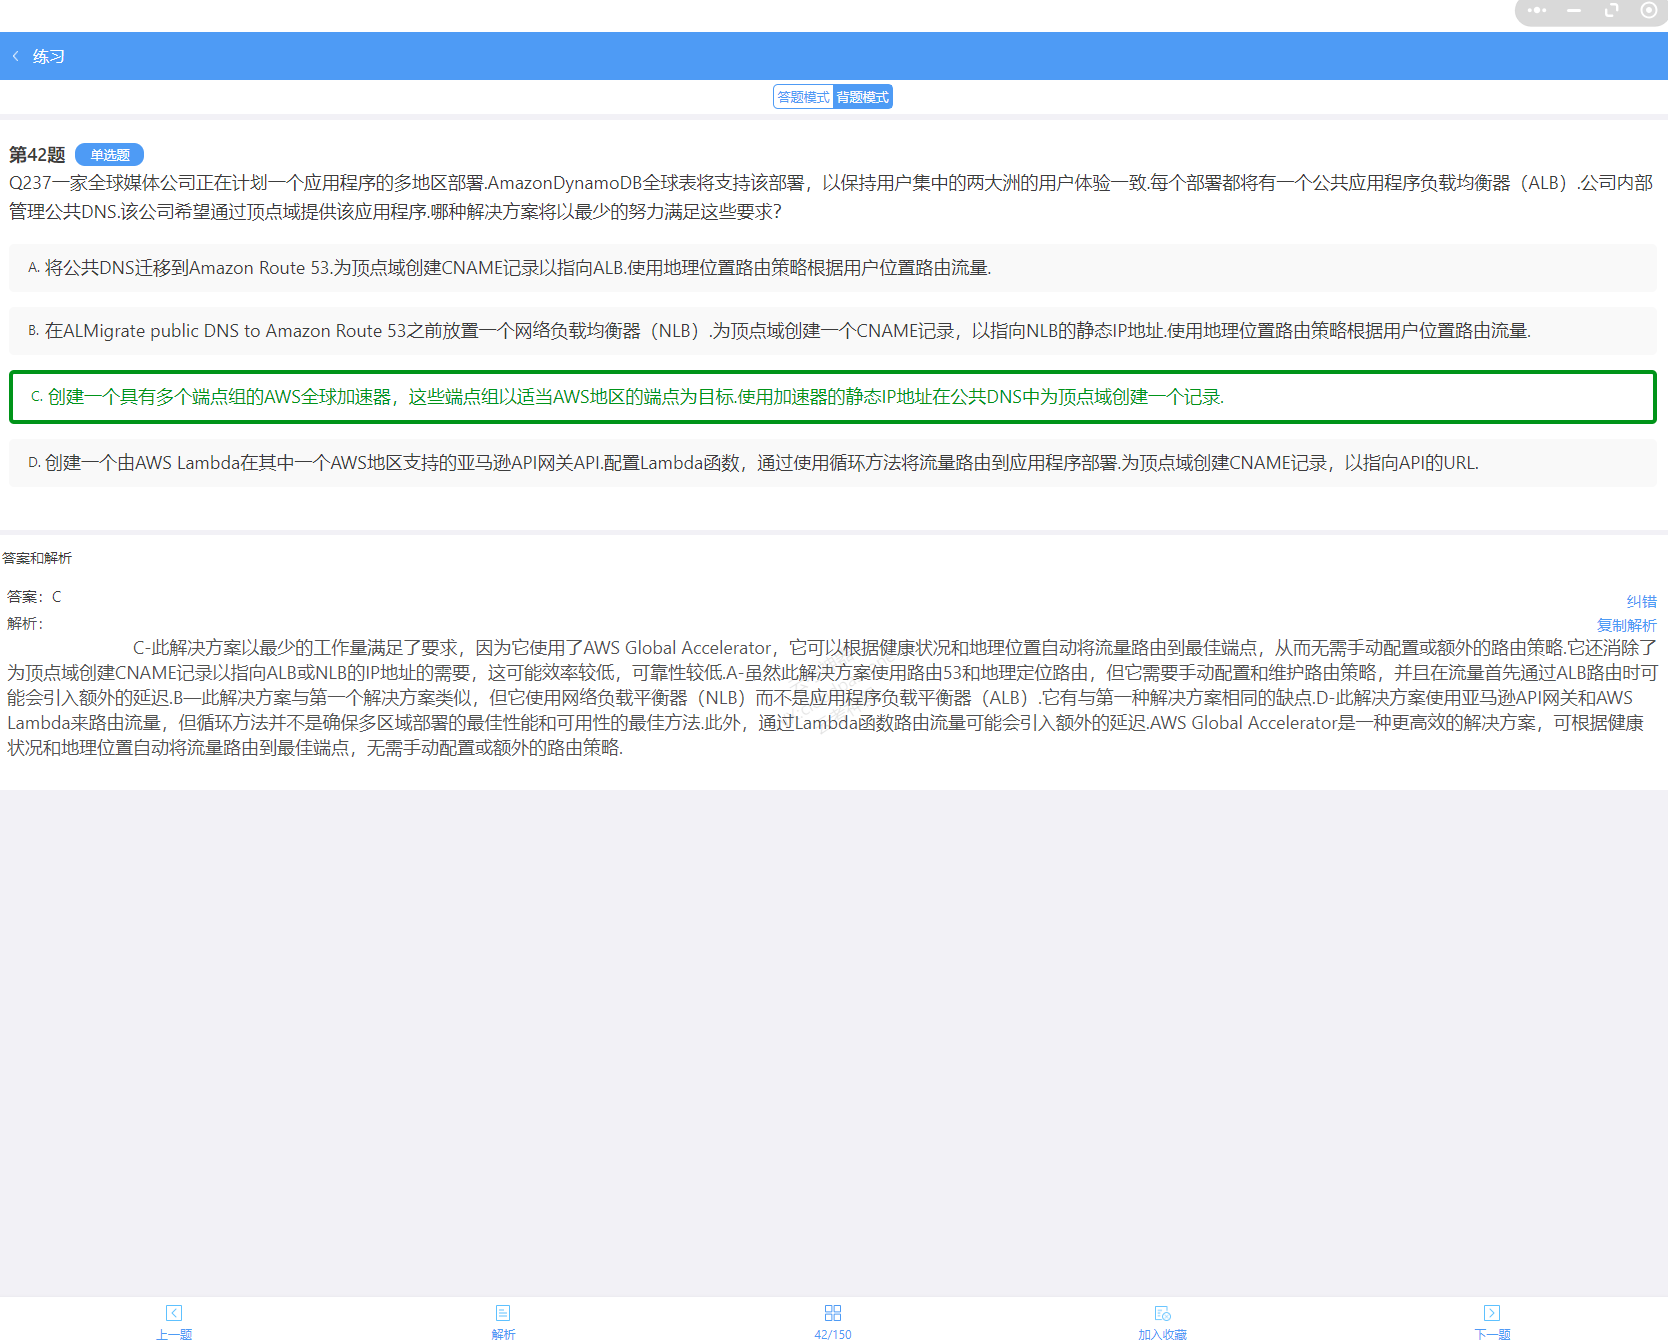 练习
答题模式 背题模式
第42题 单选题
Q237一家全球媒体公司正在计划一个应用程序的多地区部署.AmazonDynamoDB全球表将支持该部署，以保持用户集中的两大洲的用户体验一致.每个部署都将有一个公共应用程序负载均衡器（ALB）.公司内部
管理公共DNS.该公司希望通过顶点域提供该应用程序.哪种解决方案将以最少的努力满足这些要求?
A. 将公共DNS迁移到Amazon Route 53.为顶点域创建CNAME记录以指向ALB.使用地理位置路由策略根据用户位置路由流量.
B. 在ALMigrate public DNS to Amazon Route 53之前放置一个网络负载均衡器（NLB）.为顶点域创建一个CNAME记录，以指向NLB的静态IP地址.使用地理位置路由策略根据用户位置路由流量.
C. 创建一个具有多个端点组的AWS全球加速器，这些端点组以适当AWS地区的端点为目标.使用加速器的静态IP地址在公共DNS中为顶点域创建一个记录.
D. 创建一个由AWS Lambda在其中一个AWS地区支持的亚马逊API网关API.配置Lambda函数，通过使用循环方法将流量路由到应用程序部署.为顶点域创建CNAME记录，以指向API的URL.
答案和解析
答案：C
纠错
解析：
复制解析
C-此解决方案以最少的工作量满足了要求，因为它使用了AWS Global Accelerator，它可以根据健康状况和地理位置自动将流量路由到最佳端点，从而无需手动配置或额外的路由策略.它还消除了
为顶点域创建CNAME记录以指向ALB或NLB的IP地址的需要，这可能效率较低，可靠性较低.A-虽然此解决方案使用路由53和地理定位路由，但它需要手动配置和维护路由策略，并且在流量首先通过ALB路由时可
能会引入额外的延迟.B—此解决方案与第一个解决方案类似，但它使用网络负载平衡器（NLB）而不是应用程序负载平衡器（ALB）.它有与第一种解决方案相同的缺点.D-此解决方案使用亚马逊API网关和AWS
Lambda来路由流量，但循环方法并不是确保多区域部署的最佳性能和可用性的最佳方法.此外，通过Lambda函数路由流量可能会引入额外的延迟.AWS Global Accelerator是一种更高效的解决方案，可根据健康
状况和地理位置自动将流量路由到最佳端点，无需手动配置或额外的路由策略.
上一题 解析 42/150 加入收藏 下一题